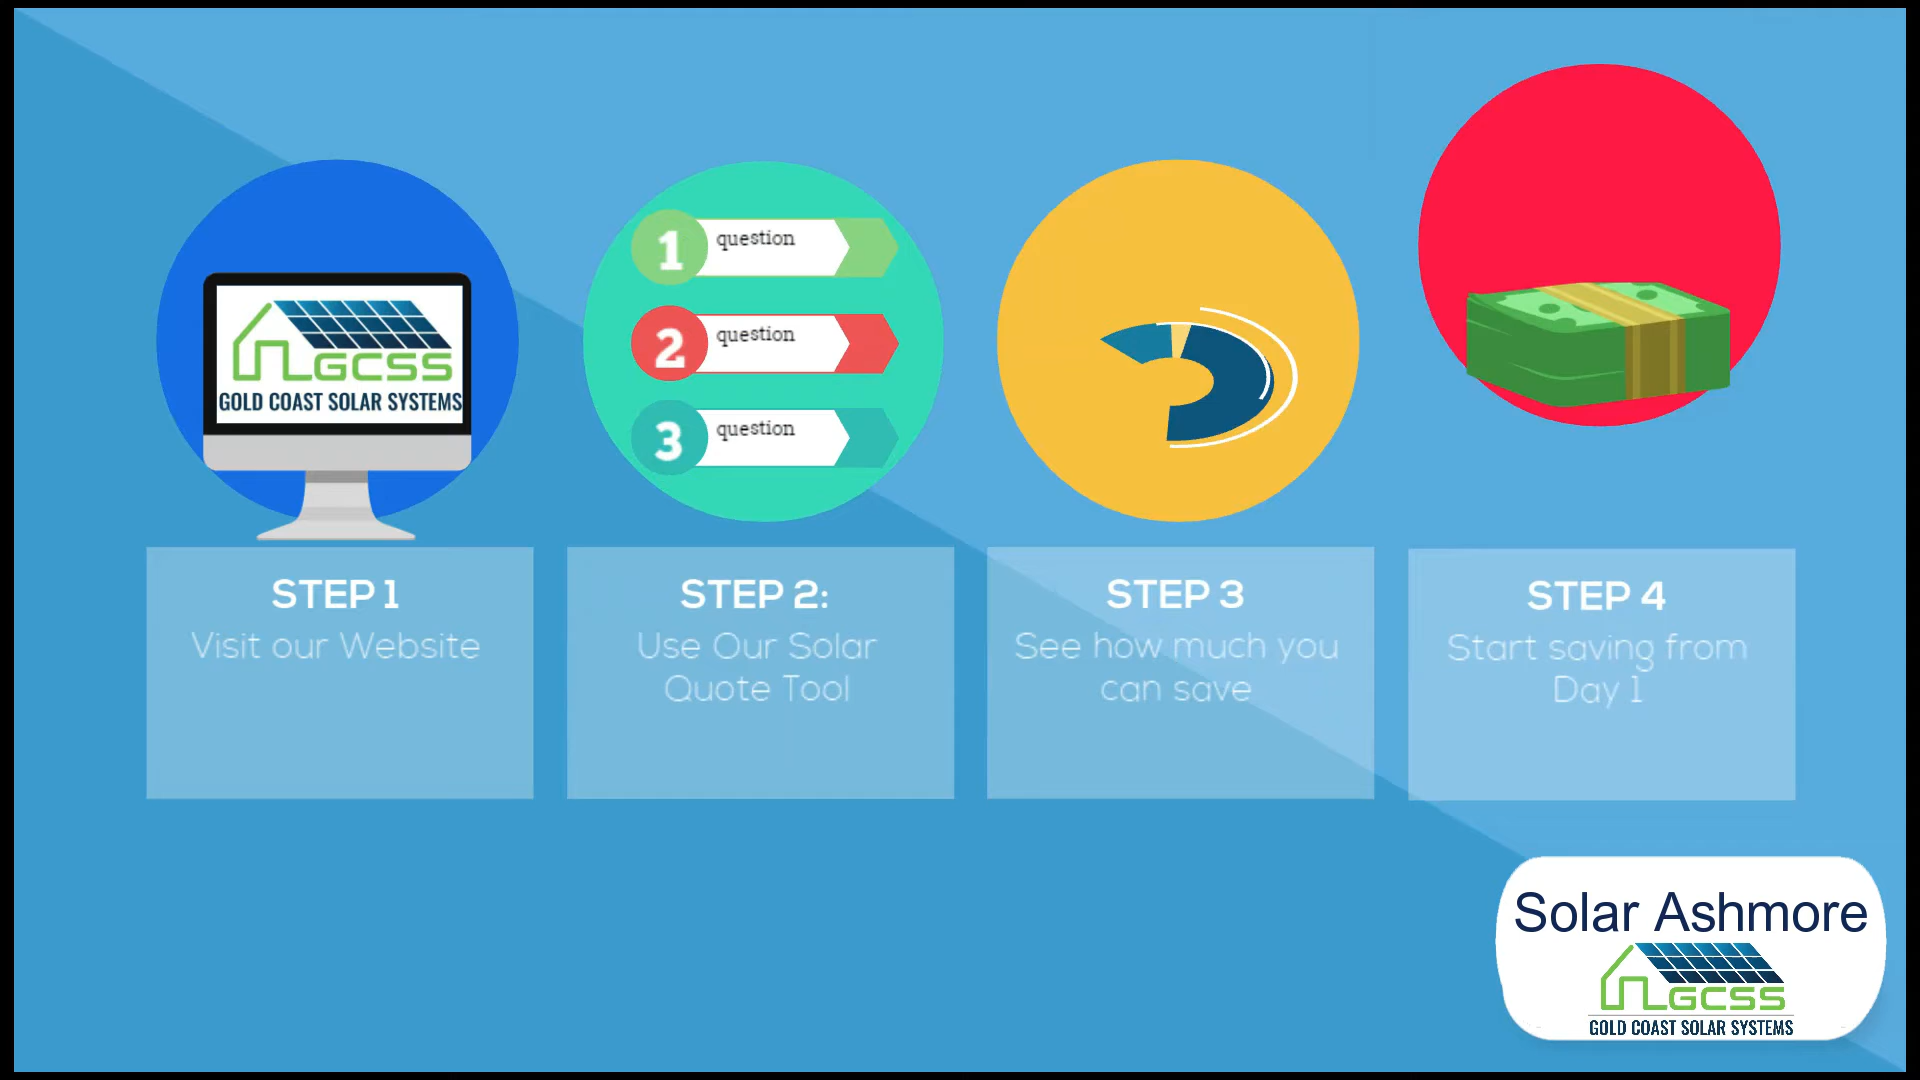 GCSS
GOLD COAST SOLAR SYSTEMS
1 question
2 question
3 question
STEP 1
Visit our Website
STEP 2:
Use Our Solar
Quote Tool
STEP 3
See how much you
can save
STEP 4
Start saving from
Day 1
Solar Ashmore
GCSS
GOLD COAST SOLAR SYSTEMS